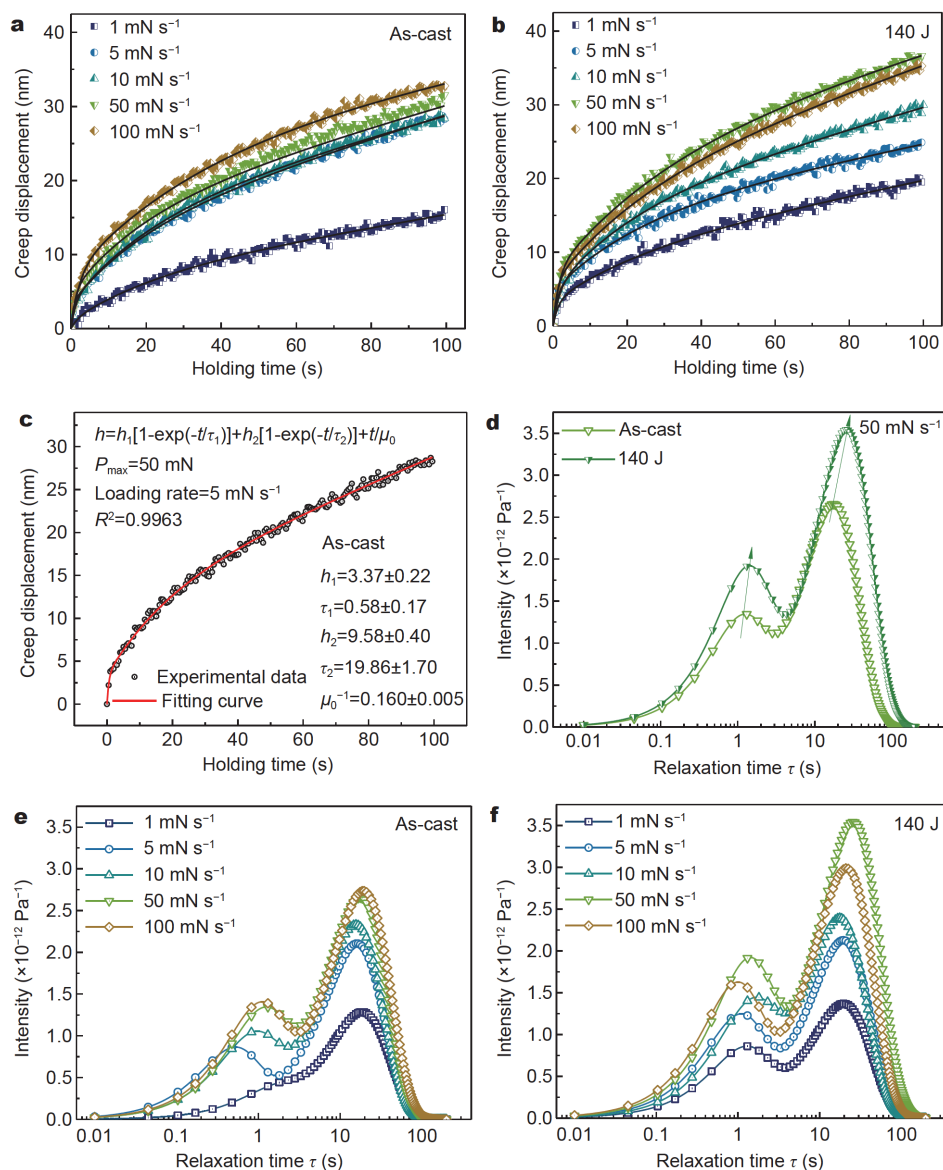 a
As-cast
1 mN s⁻¹
5 mN s⁻¹
10 mN s⁻¹
50 mN s⁻¹
100 mN s⁻¹
40
30
20
10
0
Creep displacement (nm)
0 20 40 60 80 100
Holding time (s)
b
140 J
1 mN s⁻¹
5 mN s⁻¹
10 mN s⁻¹
50 mN s⁻¹
100 mN s⁻¹
40
30
20
10
0
Creep displacement (nm)
0 20 40 60 80 100
Holding time (s)
c
h=h₁[1-exp(-t/τ₁)]+h₂[1-exp(-t/τ₂)]+t/μ₀
Pmax=50 mN
Loading rate=5 mN s⁻¹
R²=0.9963
As-cast
h₁=3.37±0.22
τ₁=0.58±0.17
h₂=9.58±0.40
τ₂=19.86±1.70
μ₀⁻¹=0.160±0.005
Experimental data
Fitting curve
30
25
20
15
10
5
0
Creep displacement (nm)
0 20 40 60 80 100
Holding time (s)
d
As-cast
140 J
50 mN s⁻¹
3.5
3.0
2.5
2.0
1.5
1.0
0.5
0.0
Intensity (×10⁻¹² Pa⁻¹)
0.01 0.1 1 10 100
Relaxation time τ (s)
e
As-cast
1 mN s⁻¹
5 mN s⁻¹
10 mN s⁻¹
50 mN s⁻¹
100 mN s⁻¹
3.5
3.0
2.5
2.0
1.5
1.0
0.5
0.0
Intensity (×10⁻¹² Pa⁻¹)
0.01 0.1 1 10 100
Relaxation time τ (s)
f
140 J
1 mN s⁻¹
5 mN s⁻¹
10 mN s⁻¹
50 mN s⁻¹
100 mN s⁻¹
3.5
3.0
2.5
2.0
1.5
1.0
0.5
0.0
Intensity (×10⁻¹² Pa⁻¹)
0.01 0.1 1 10 100
Relaxation time τ (s)